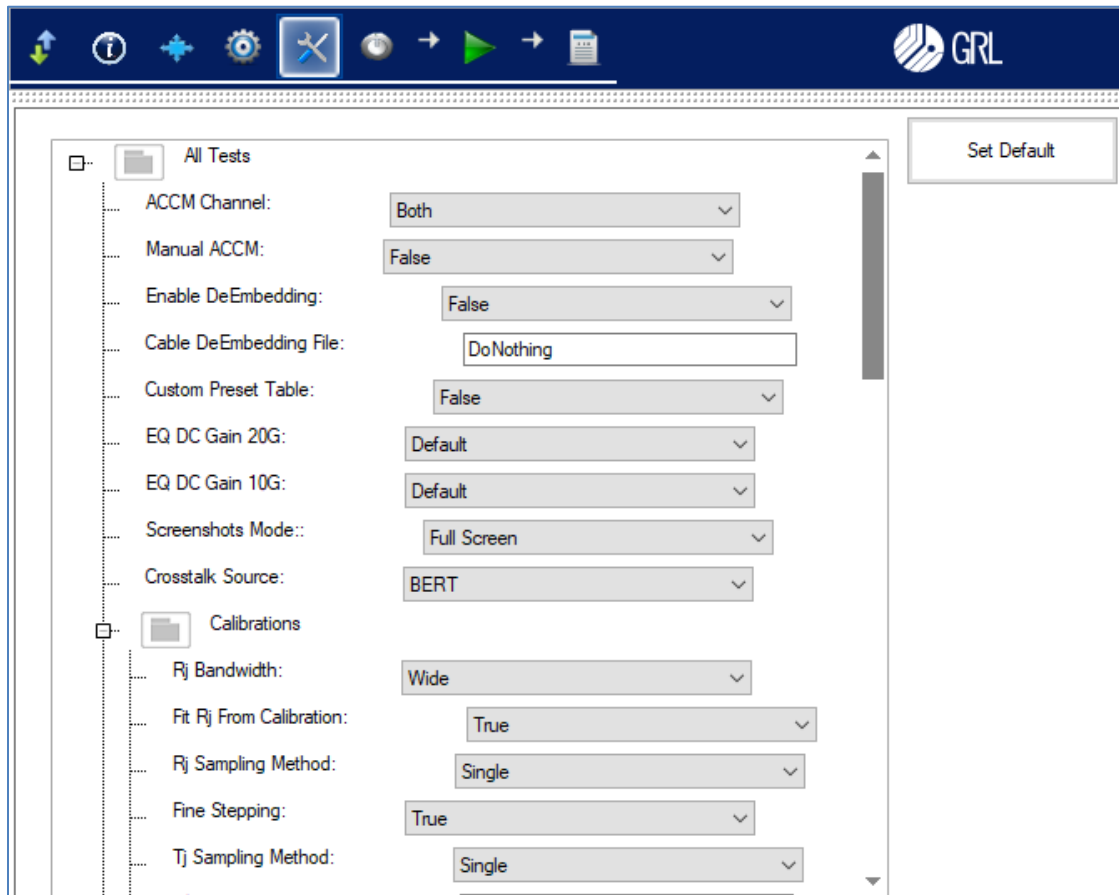 GRL
All Tests
Set Default
ACCM Channel: Both
Manual ACCM: False
Enable DeEmbedding: False
Cable DeEmbedding File: DoNothing
Custom Preset Table: False
EQ DC Gain 20G: Default
EQ DC Gain 10G: Default
Screenshots Mode:: Full Screen
Crosstalk Source: BERT
Calibrations
Rj Bandwidth: Wide
Fit Rj From Calibration: True
Rj Sampling Method: Single
Fine Stepping: True
Tj Sampling Method: Single